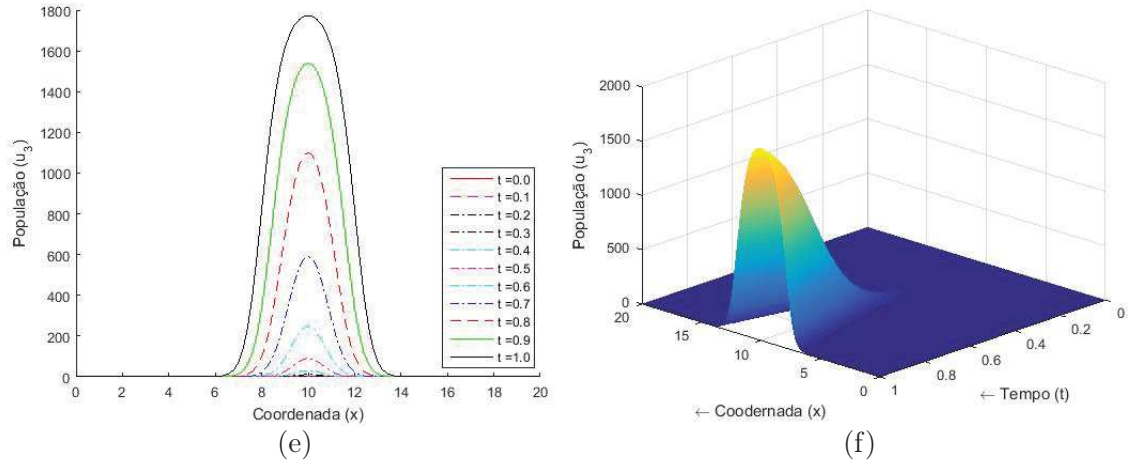 1800
1600
1400
1200
1000
800
600
400
200
0
População (u3)
0 2 4 6 8 10 12 14 16 18 20
Coordenada (x)
t =0.0
t =0.1
t =0.2
t =0.3
t =0.4
t =0.5
t =0.6
t =0.7
t =0.8
t =0.9
t =1.0
(e)
2000
1500
1000
500
0
População (u3)
20
15
10
5
0
← Coodernada (x)
1
0.8
0.6
0.4
0.2
0
← Tempo (t)
(f)